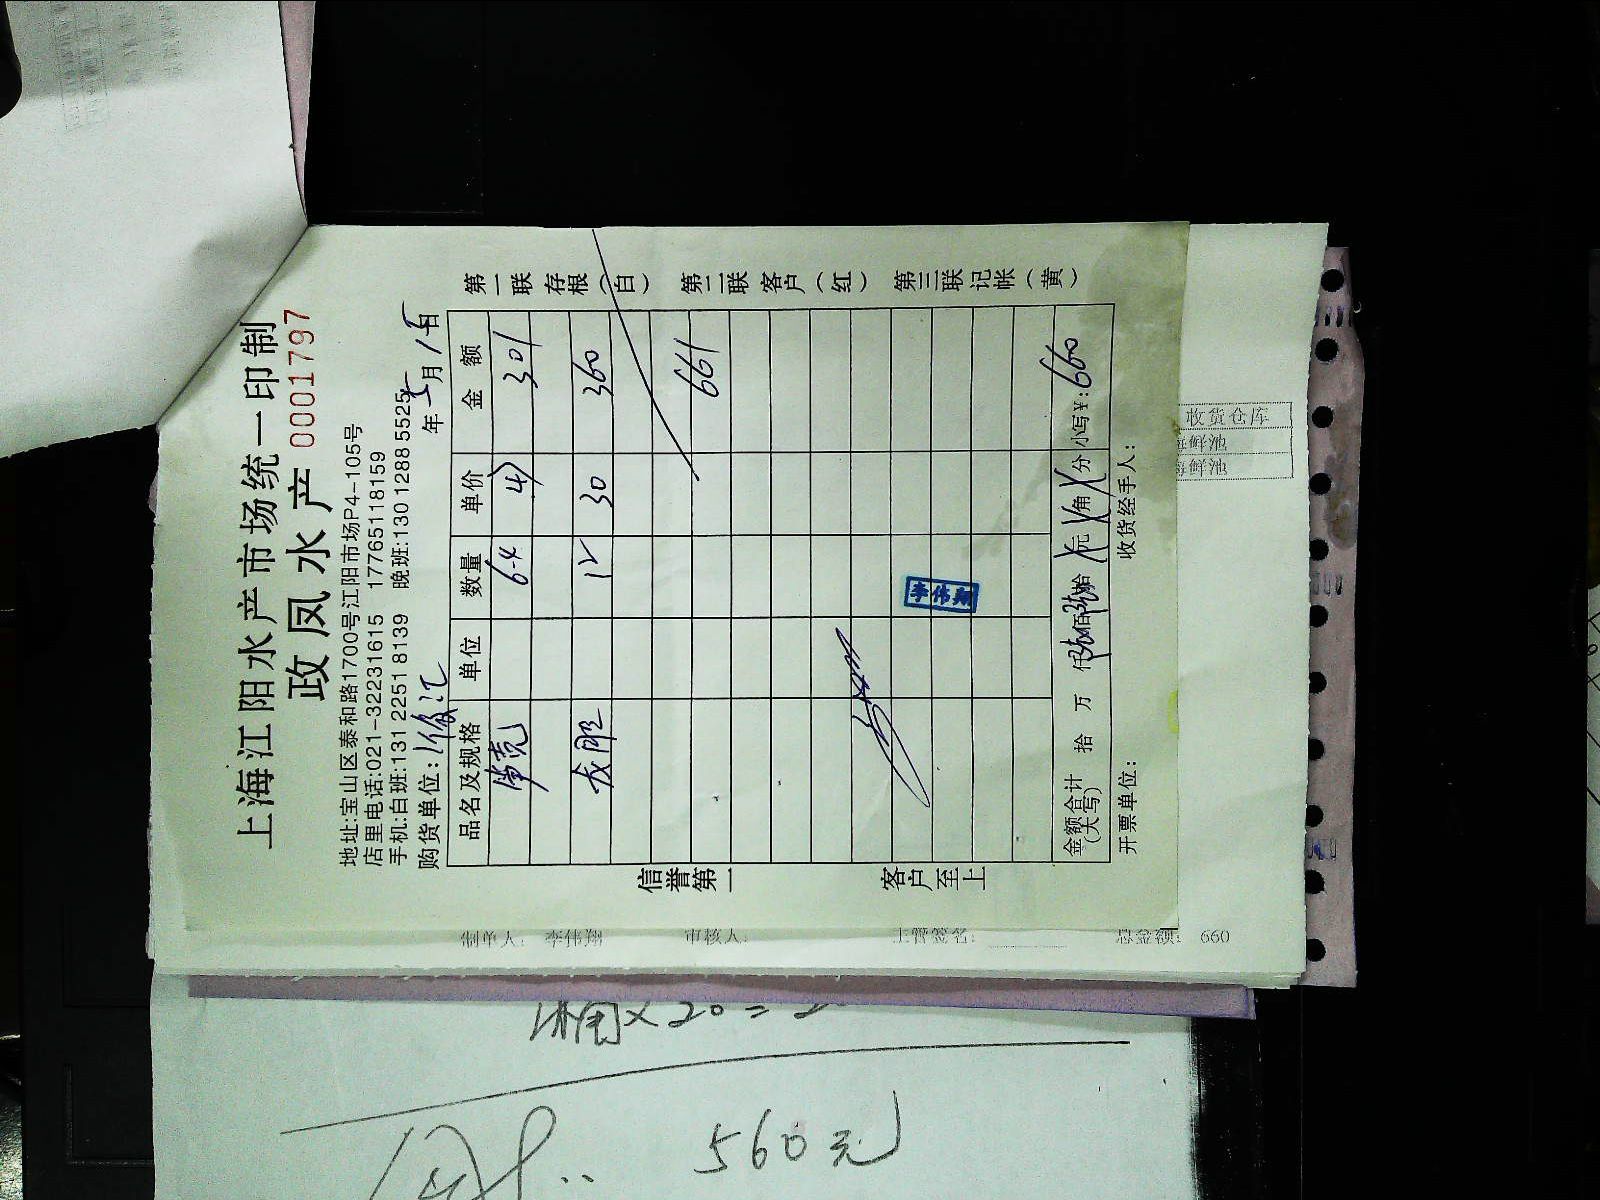 上海江阳水产市场统一印制
政凤水产 0001797
地址:宝山区泰和路1700号江阳市场P4-105号
店里电话:021-32231615 17765118159
手机:白班:131 2251 8139 晚班:130 1288 5525
购货单位: 年 5月15日
品名及规格 单位 数量 单价 金额
6.4 47 301
12 30 360
661
李伟翔
金额合计(大写) 拾 万 仟 佰 拾 元 角 分 小写¥:660
开票单位: 收货经手人:
第一联存根(白) 第二联客户(红) 第三联记帐(黄)
信誉第一 客户至上
收货仓库
海鲜池
海鲜池
制单人: 李伟翔 审核人: 主管签名: 总金额: 660
×20=2
560元